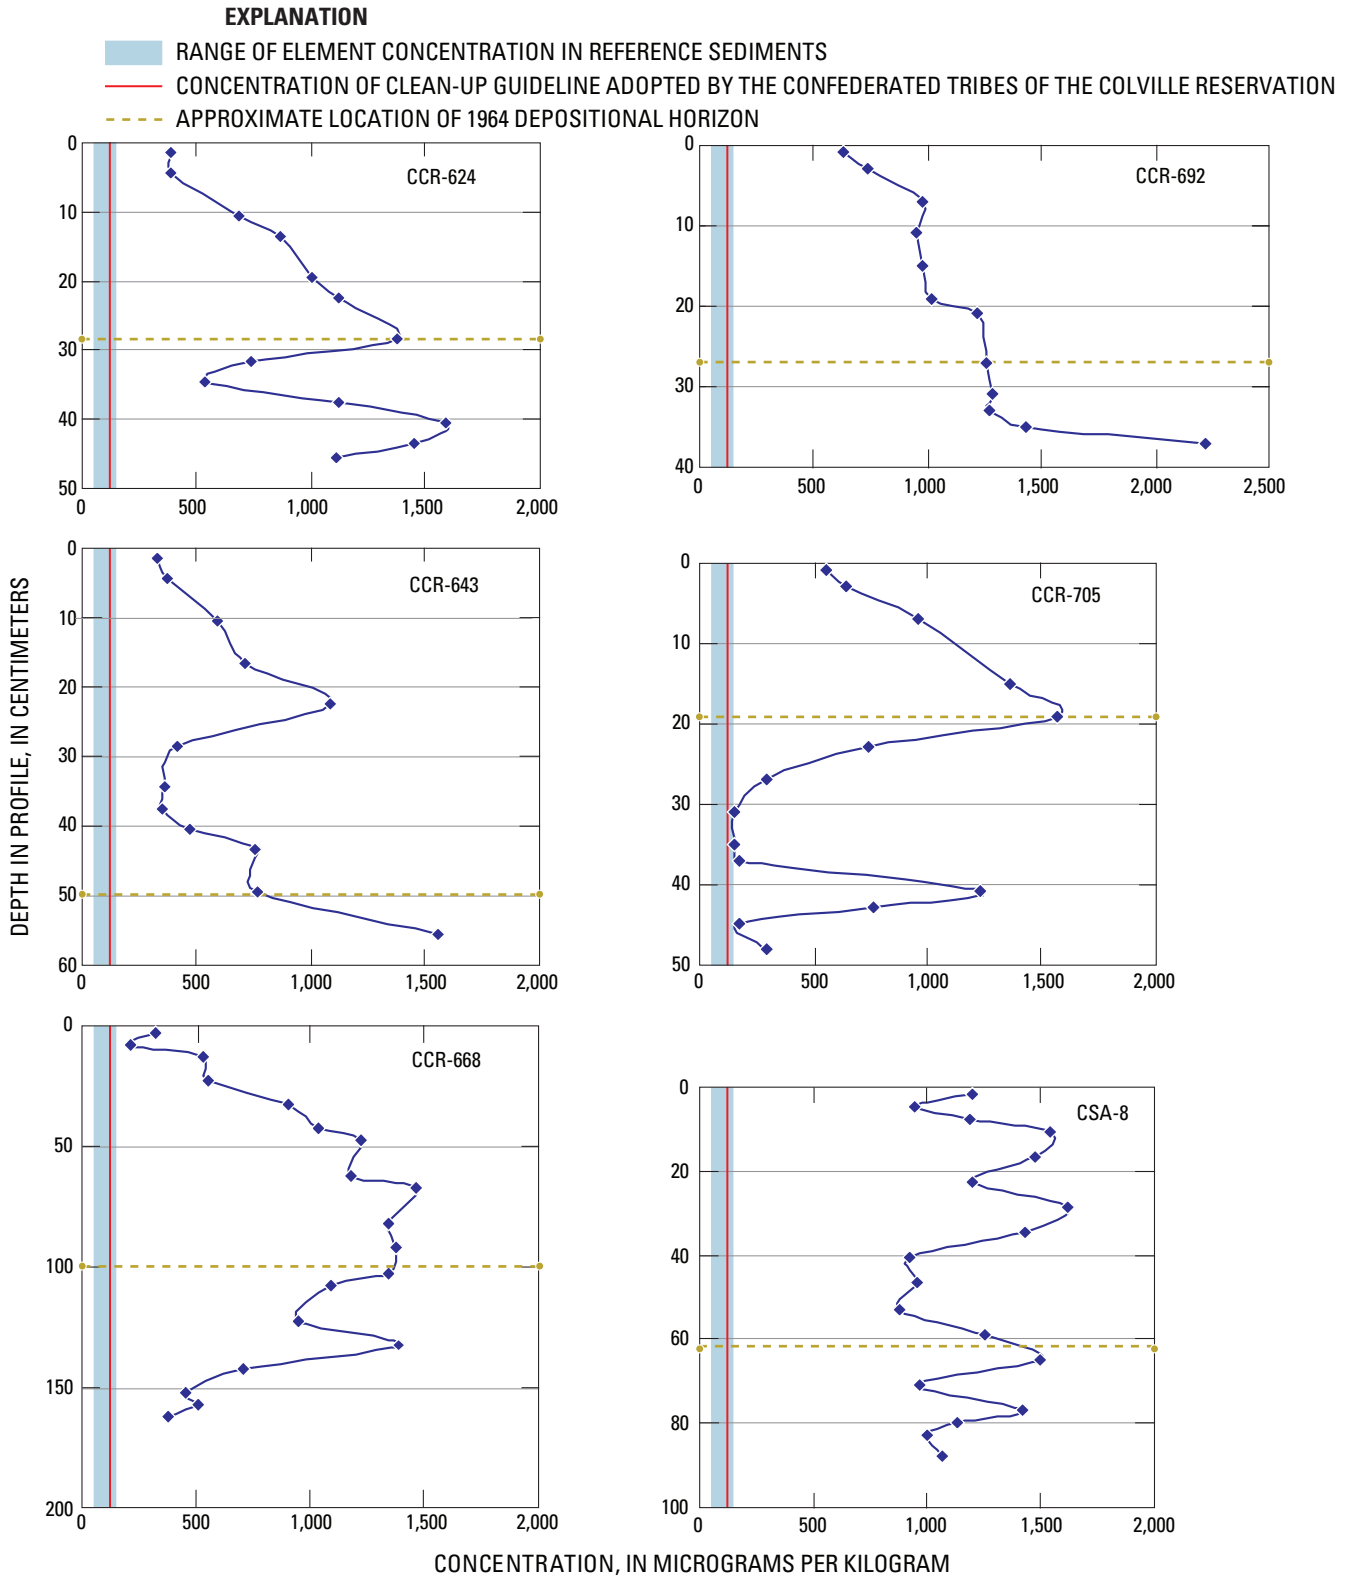 EXPLANATION
RANGE OF ELEMENT CONCENTRATION IN REFERENCE SEDIMENTS
CONCENTRATION OF CLEAN-UP GUIDELINE ADOPTED BY THE CONFEDERATED TRIBES OF THE COLVILLE RESERVATION
APPROXIMATE LOCATION OF 1964 DEPOSITIONAL HORIZON
DEPTH IN PROFILE, IN CENTIMETERS
CCR-624
0
10
20
30
40
50
0 500 1,000 1,500 2,000
CCR-692
0
10
20
30
40
0 500 1,000 1,500 2,000 2,500
CCR-643
0
10
20
30
40
50
60
0 500 1,000 1,500 2,000
CCR-705
0
10
20
30
40
50
0 500 1,000 1,500 2,000
CCR-668
0
50
100
150
200
0 500 1,000 1,500 2,000
CSA-8
0
20
40
60
80
100
0 500 1,000 1,500 2,000
CONCENTRATION, IN MICROGRAMS PER KILOGRAM